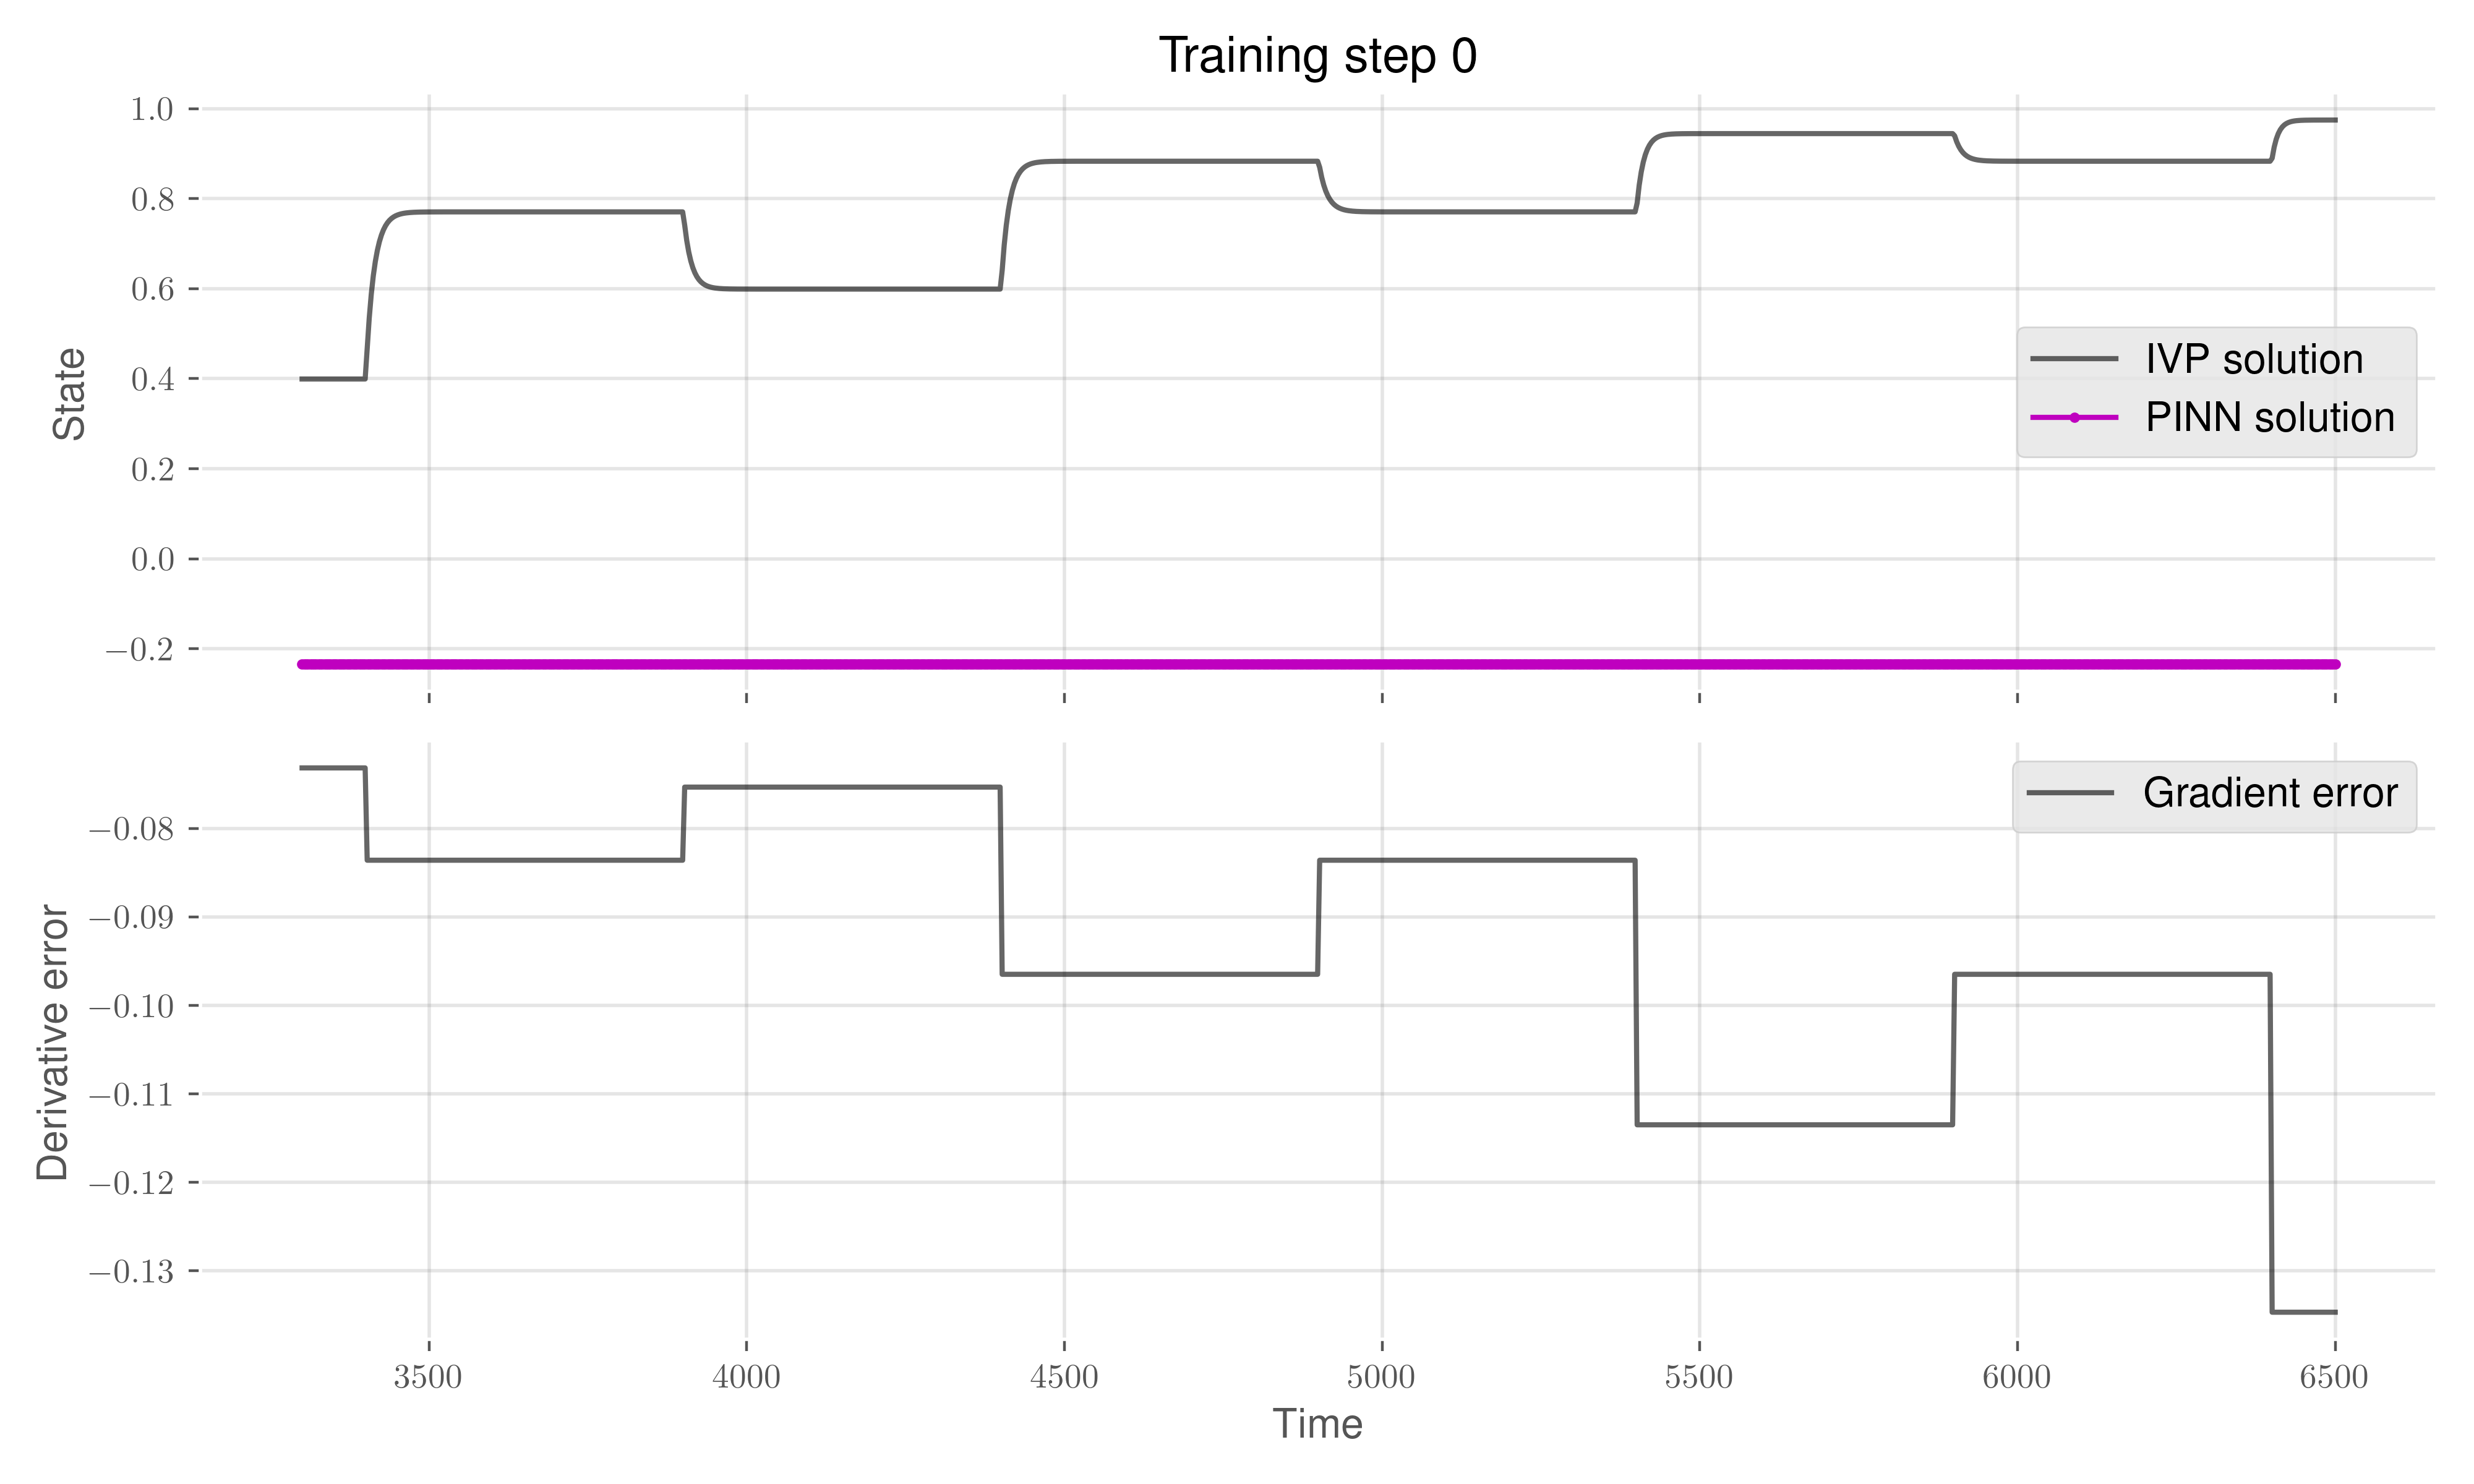 Training step 0
1.0
0.8
0.6
0.4
0.2
0.0
−0.2
State
IVP solution
PINN solution
Gradient error
−0.08
−0.09
−0.10
−0.11
−0.12
−0.13
Derivative error
3500 4000 4500 5000 5500 6000 6500
Time